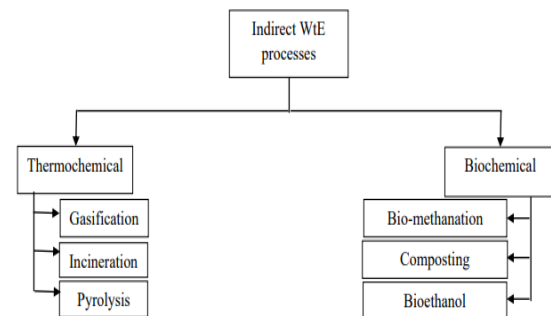 Indirect WtE
processes
Thermochemical
Biochemical
Gasification
Bio-methanation
Incineration
Composting
Pyrolysis
Bioethanol